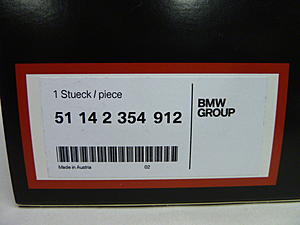 1 Stueck / piece
51 14 2 354 912
BMW
GROUP
Made in Austria
02